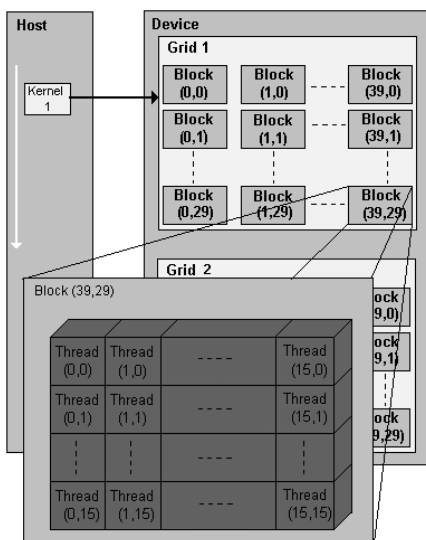 Host
Device
Kernel
1
Grid 1
Block
(0,0)
Block
(1,0)
Block
(39,0)
Block
(0,1)
Block
(1,1)
Block
(39,1)
Block
(0,29)
Block
(1,29)
Block
(39,29)
Grid 2
Block (39,29)
Thread
(0,0)
Thread
(1,0)
Thread
(15,0)
Thread
(0,1)
Thread
(1,1)
Thread
(15,1)
Thread
(0,15)
Thread
(1,15)
Thread
(15,15)